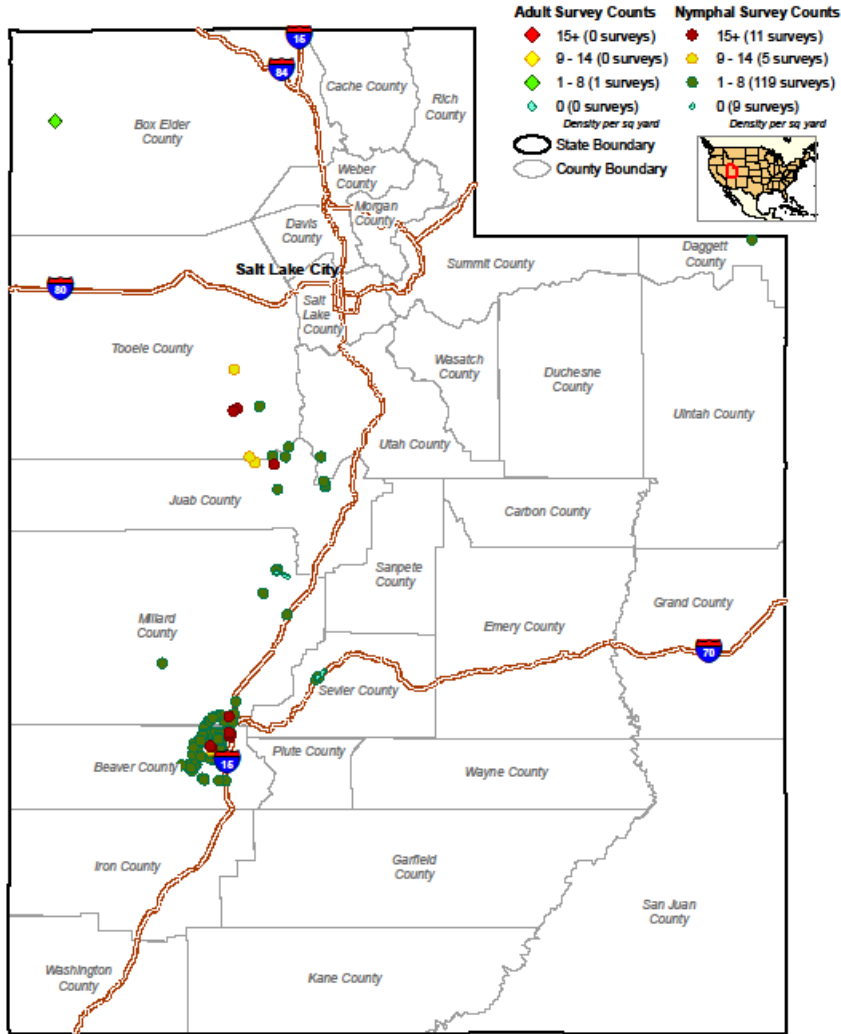 Adult Survey Counts
15+ (0 surveys)
9 - 14 (0 surveys)
1 - 8 (1 surveys)
0 (0 surveys)
Density per sq yard
Nymphal Survey Counts
15+ (11 surveys)
9 - 14 (5 surveys)
1 - 8 (119 surveys)
0 (9 surveys)
Density per sq yard
State Boundary
County Boundary
15
84
Cache County
Rich
County
Box Elder
County
Weber
County
Morgan
County
Davis
County
Daggett
County
Salt Lake City
Summit County
80
Salt
Lake
County
Tooele County
Wasatch
County
Duchesne
County
Uintah County
Utah County
Juab County
Carbon County
Sanpete
County
Grand County
Millard
County
Emery County
70
Sevier County
Piute County
15
Beaver County
Wayne County
Iron County
Garfield
County
San Juan
County
Washington
County
Kane County